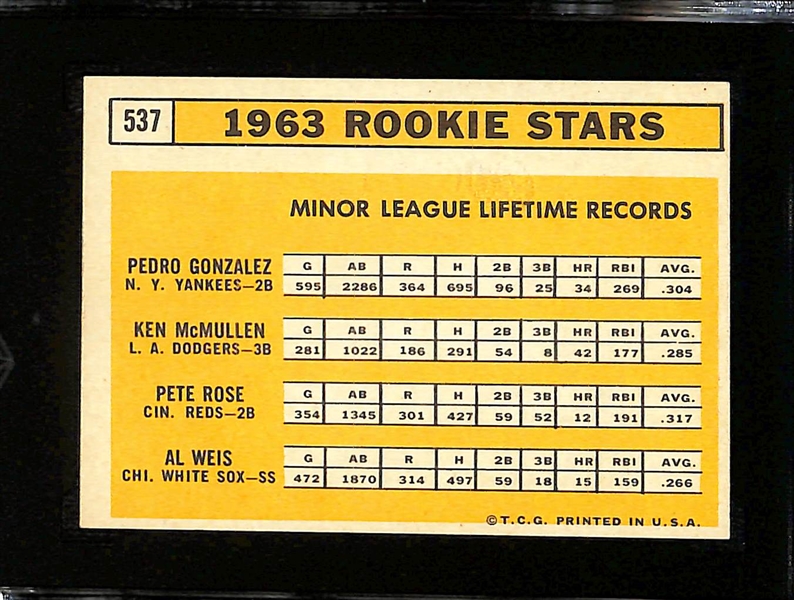 537 1963 ROOKIE STARS
MINOR LEAGUE LIFETIME RECORDS
PEDRO GONZALEZ G AB R H 2B 3B HR RBI AVG.
N. Y. YANKEES—2B 595 2286 364 695 96 25 34 269 .304
KEN McMULLEN G AB R H 2B 3B HR RBI AVG.
L. A. DODGERS—3B 281 1022 186 291 54 8 42 177 .285
PETE ROSE G AB R H 2B 3B HR RBI AVG.
CIN. REDS—2B 354 1345 301 427 59 52 12 191 .317
AL WEIS G AB R H 2B 3B HR RBI AVG.
CHI. WHITE SOX—SS 472 1870 314 497 59 18 15 159 .266
©T.C.G. PRINTED IN U.S.A.